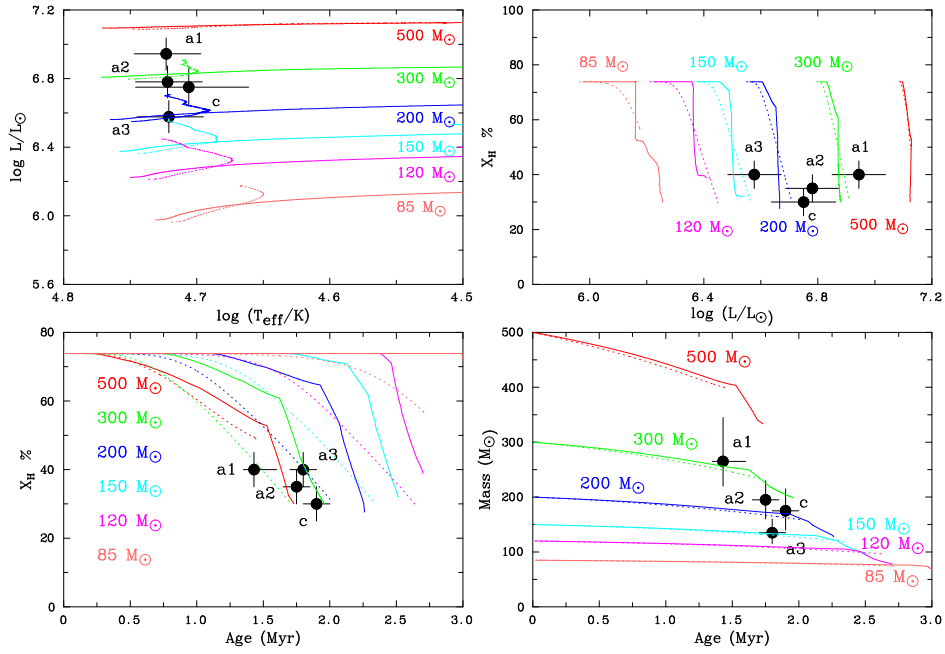 7.2
6.8
6.4
6.0
5.6
log L/L☉
4.8
4.7
4.6
4.5
log (Teff/K)
a1
a2
c
a3
500 M☉
300 M☉
200 M☉
150 M☉
120 M☉
85 M☉
100
80
60
40
20
0
XH %
6.0
6.4
6.8
7.2
log (L/L☉)
85 M☉
150 M☉
300 M☉
a3
a2
a1
c
120 M☉
200 M☉
500 M☉
80
60
40
20
0
XH %
0
0.5
1.0
1.5
2.0
2.5
3.0
Age (Myr)
500 M☉
300 M☉
200 M☉
150 M☉
120 M☉
85 M☉
a1
a3
a2
c
500
400
300
200
100
0
Mass (M☉)
0
0.5
1.0
1.5
2.0
2.5
3.0
Age (Myr)
500 M☉
300 M☉
a1
200 M☉
a2
c
150 M☉
a3
120 M☉
85 M☉